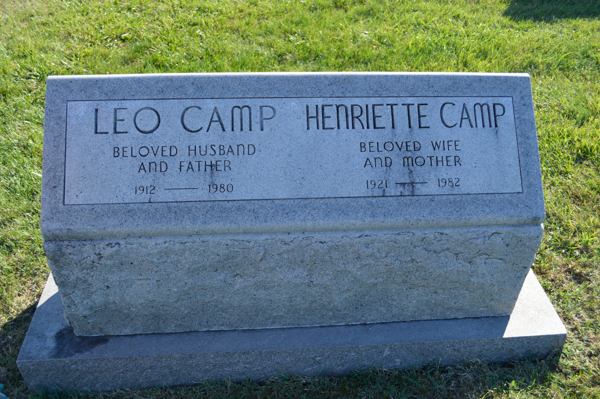 LEO CAMP
BELOVED HUSBAND
AND FATHER
1912 — 1980
HENRIETTE CAMP
BELOVED WIFE
AND MOTHER
1921 — 1982